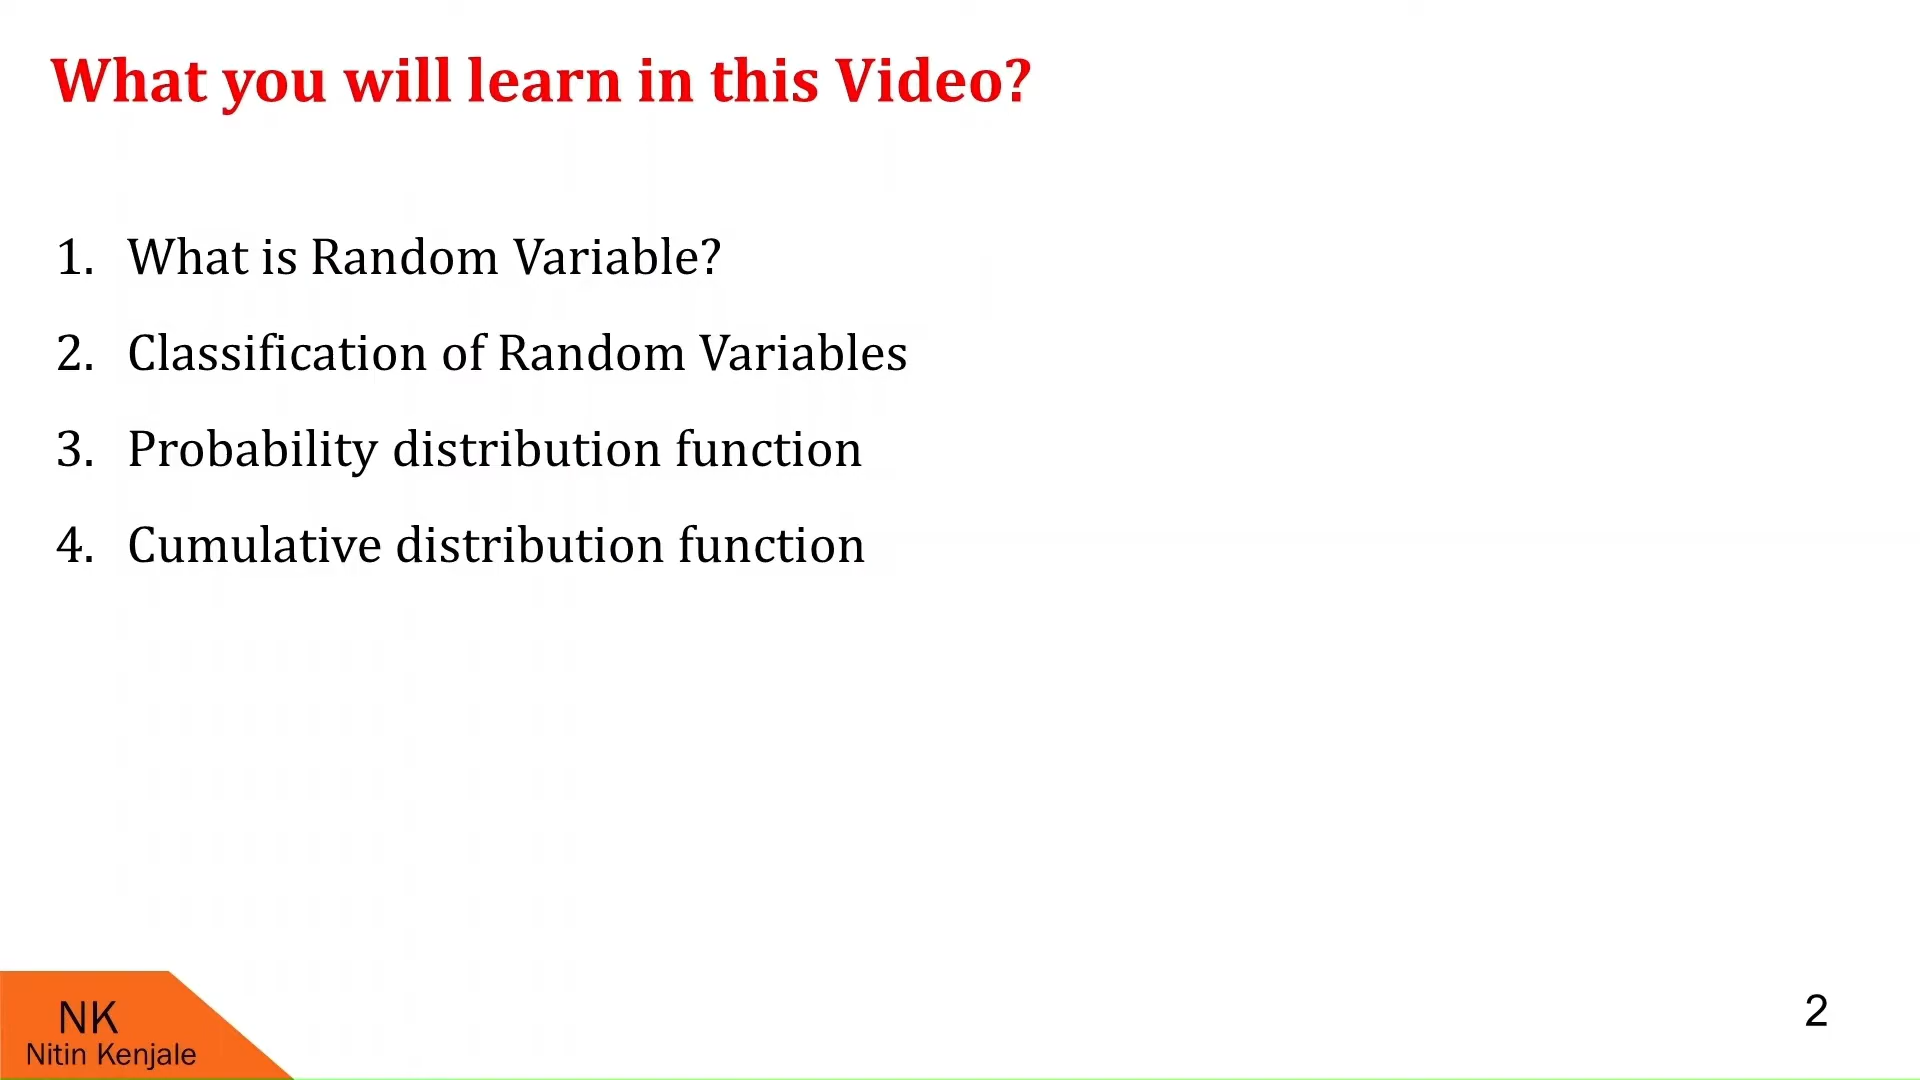 What you will learn in this Video?
1. What is Random Variable?
2. Classification of Random Variables
3. Probability distribution function
4. Cumulative distribution function
NK
Nitin Kenjale
2